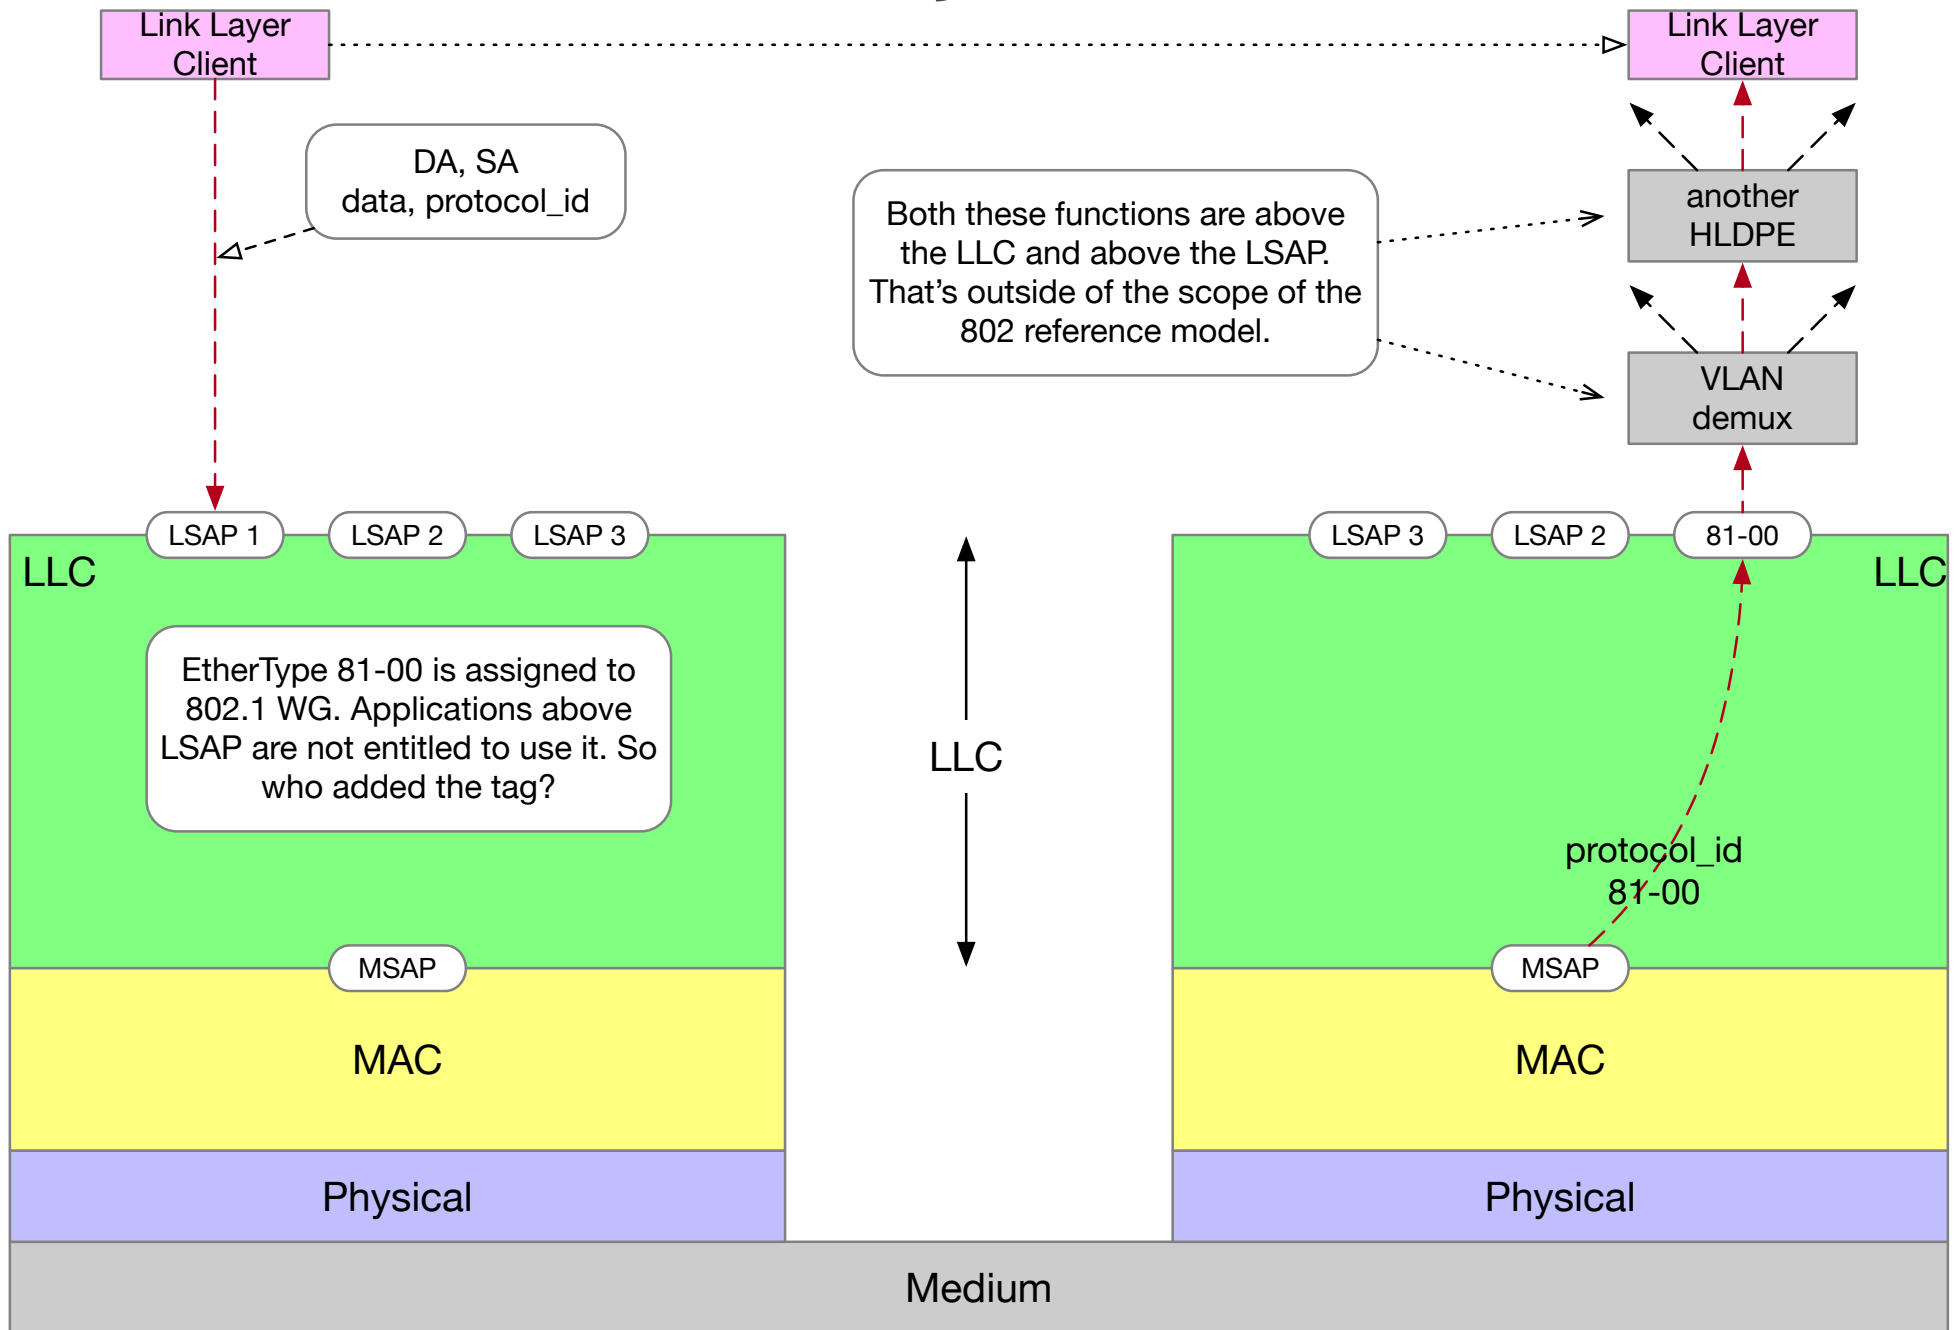 Link Layer
Client
Link Layer
Client
DA, SA
data, protocol_id
Both these functions are above
the LLC and above the LSAP.
That’s outside of the scope of the
802 reference model.
another
HLDPE
VLAN
demux
LSAP 1
LSAP 2
LSAP 3
LSAP 3
LSAP 2
81-00
LLC
LLC
EtherType 81-00 is assigned to
802.1 WG. Applications above
LSAP are not entitled to use it. So
who added the tag?
LLC
protocol_id
81-00
MSAP
MSAP
MAC
MAC
Physical
Physical
Medium